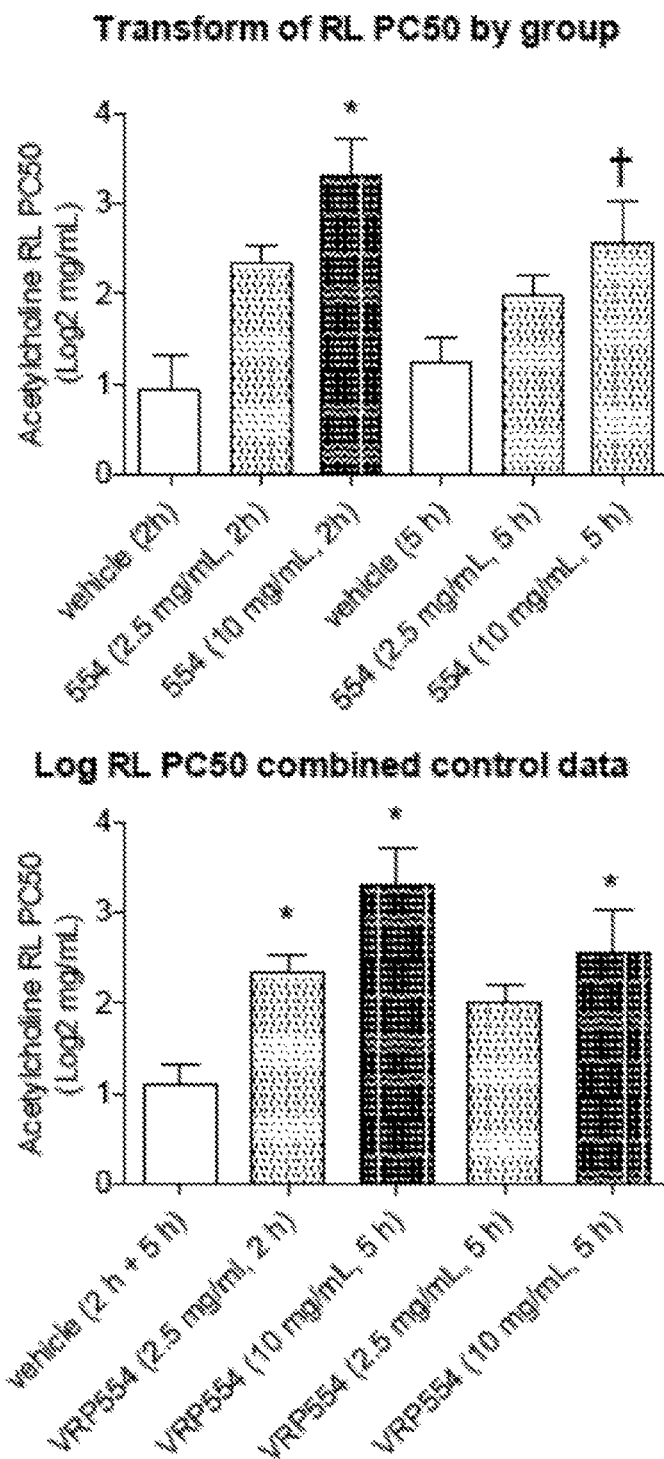 Transform of RL PC50 by group
Acetylcholine RL PC50
(Log2 mg/mL)
4
3
2
1
0
*
†
vehicle (2h)
554 (2.5 mg/mL, 2h)
554 (10 mg/mL, 2h)
vehicle (5 h)
554 (2.5 mg/mL, 5 h)
554 (10 mg/mL, 5 h)
Log RL PC50 combined control data
Acetylcholine RL PC50
(Log2 mg/mL)
4
3
2
1
0
*
*
*
vehicle (2 h + 5 h)
VRP554 (2.5 mg/ml, 2 h)
VRP554 (10 mg/mL, 5 h)
VRP554 (2.5 mg/mL, 5 h)
VRP554 (10 mg/mL, 5 h)